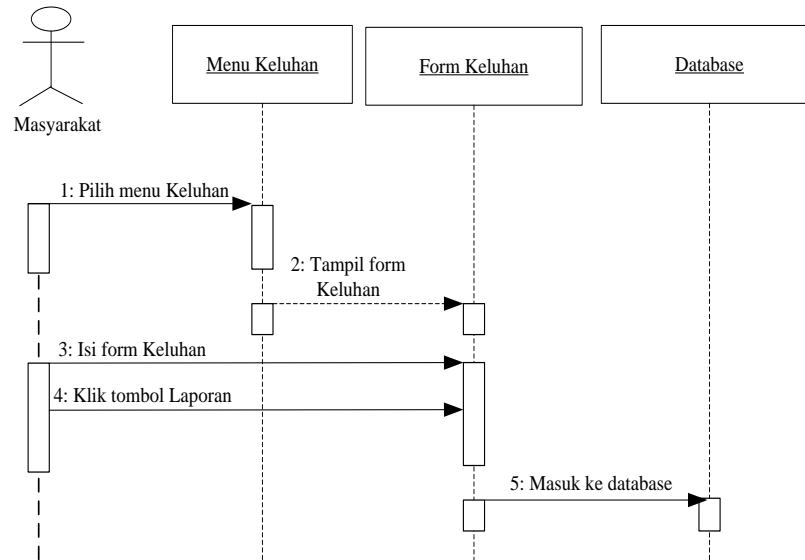 Menu Keluhan
Form Keluhan
Database
Masyarakat
1: Pilih menu Keluhan
2: Tampil form
Keluhan
3: Isi form Keluhan
4: Klik tombol Laporan
5: Masuk ke database